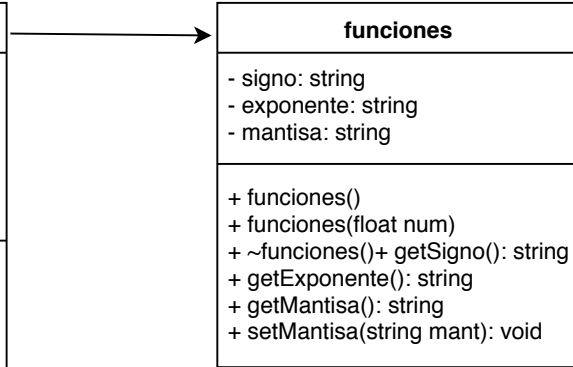 funciones
- signo: string
- exponente: string
- mantisa: string
+ funciones()
+ funciones(float num)
+ ~funciones()+ getSigno(): string
+ getExponente(): string
+ getMantisa(): string
+ setMantisa(string mant): void